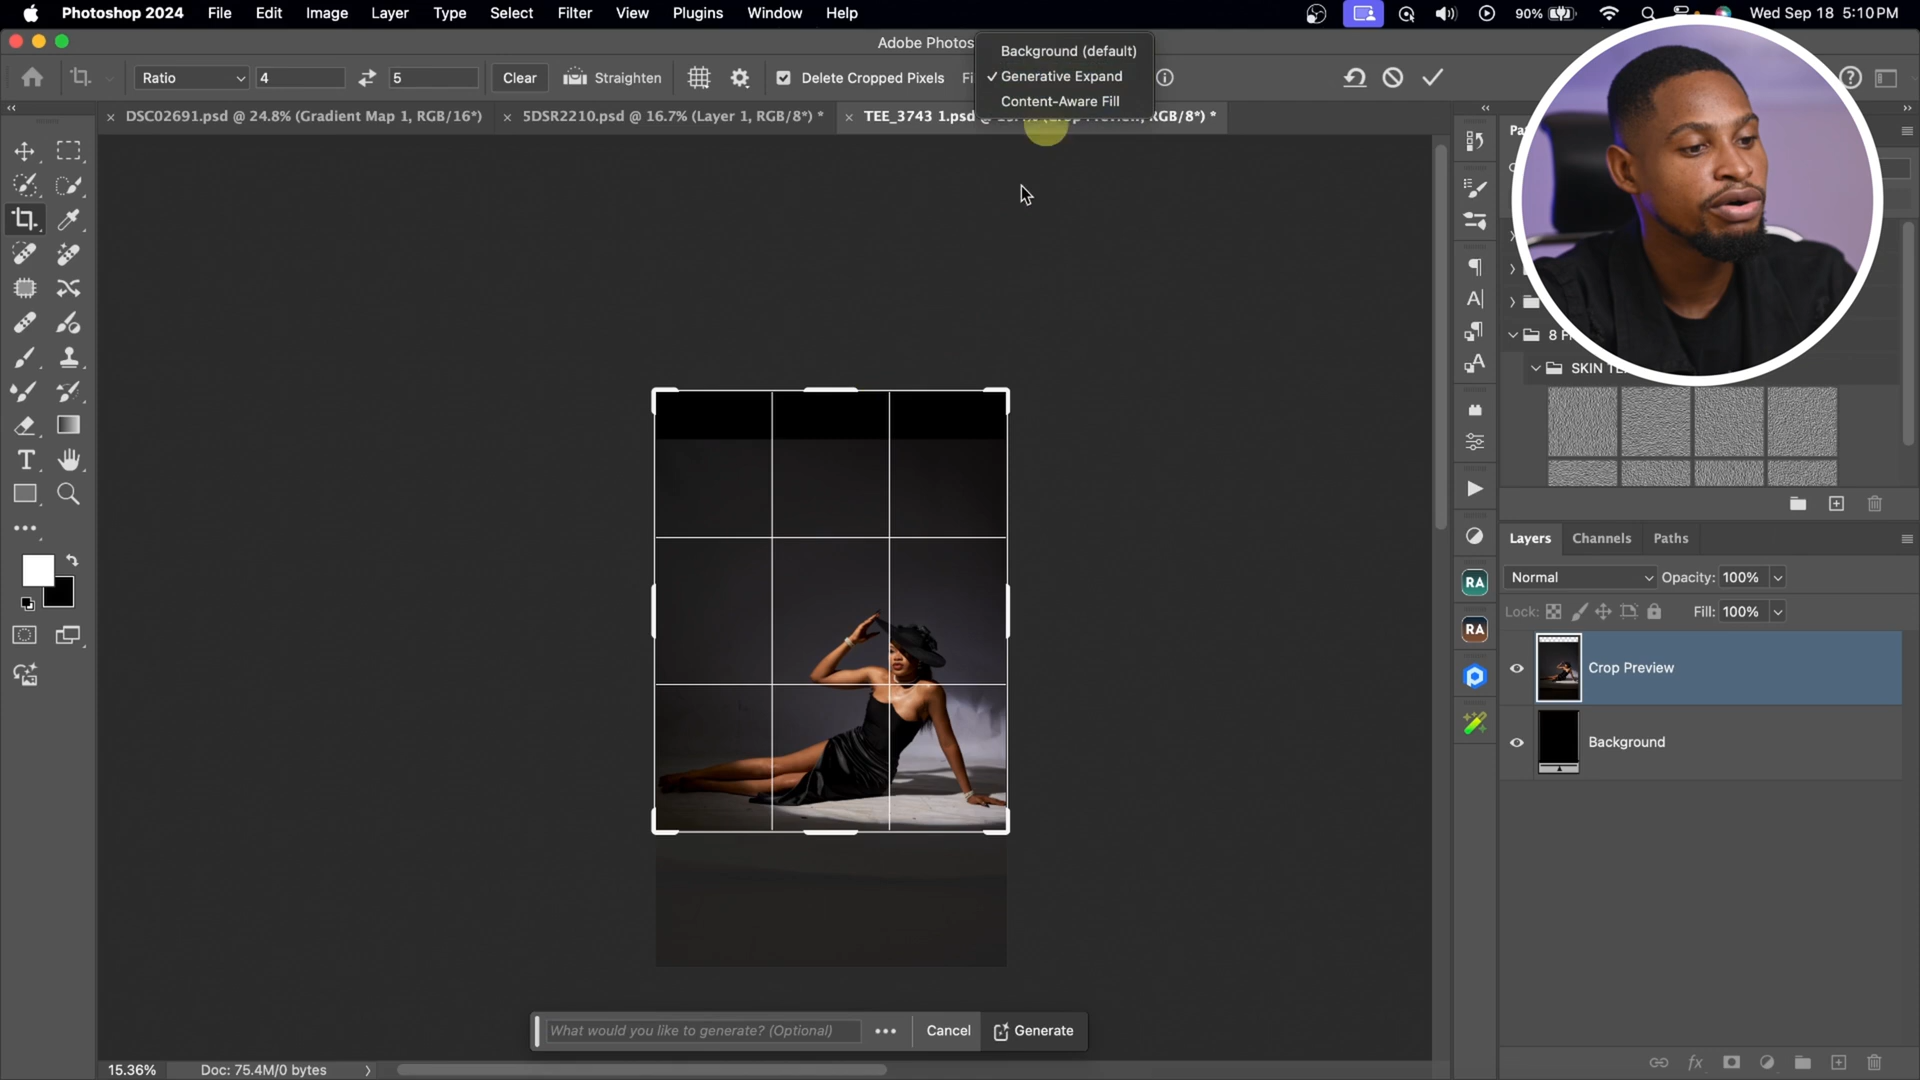 Photoshop 2024 File Edit Image Layer Type Select Filter View Plugins Window Help 90% Wed Sep 18 5:10 PM
Adobe Photos
Background (default)
✓ Generative Expand
Content-Aware Fill
Ratio 4 5 Clear Straighten Delete Cropped Pixels Fi
× DSC02691.psd @ 24.8% (Gradient Map 1, RGB/16*) × 5DSR2210.psd @ 16.7% (Layer 1, RGB/8*) * × TEE_3743 1.psd @ RGB/8*) *
8 F
SKIN TE
Layers Channels Paths
Normal Opacity: 100%
Lock: Fill: 100%
RA
RA
Crop Preview
Background
What would you like to generate? (Optional) ••• Cancel Generate
15.36% Doc: 75.4M/0 bytes